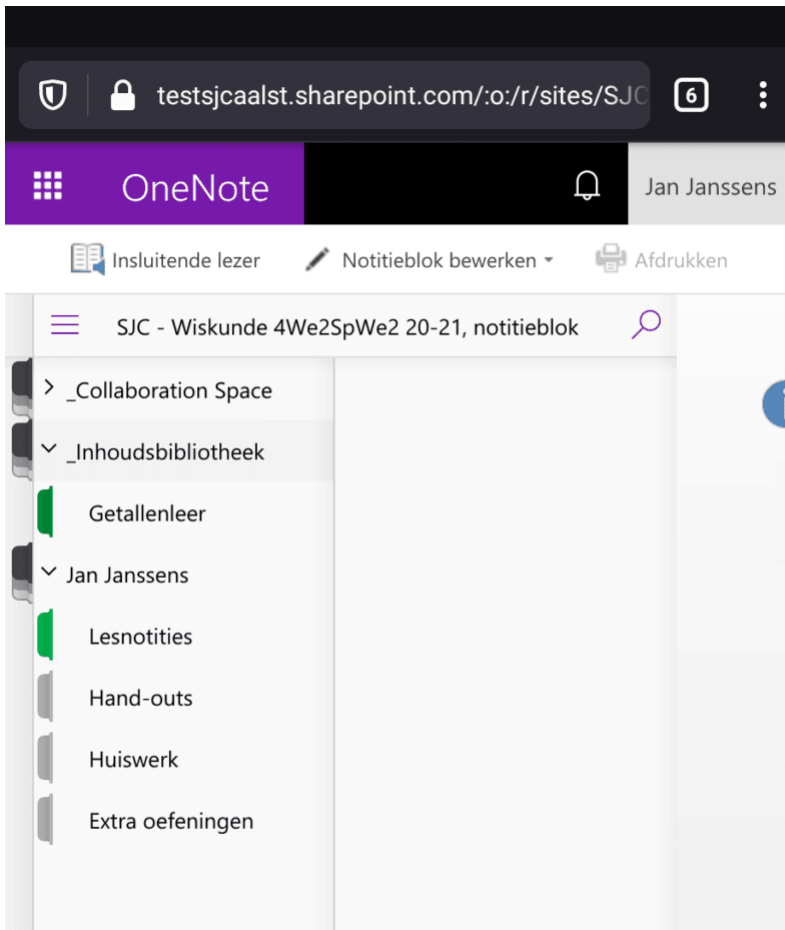 testsjcaalst.sharepoint.com/:o:/r/sites/SJC 6
OneNote Jan Janssens
Insluitende lezer Notitieblok bewerken Afdrukken
SJC - Wiskunde 4We2SpWe2 20-21, notitieblok
_Collaboration Space
_Inhoudsbibliotheek
Getallenleer
Jan Janssens
Lesnotities
Hand-outs
Huiswerk
Extra oefeningen